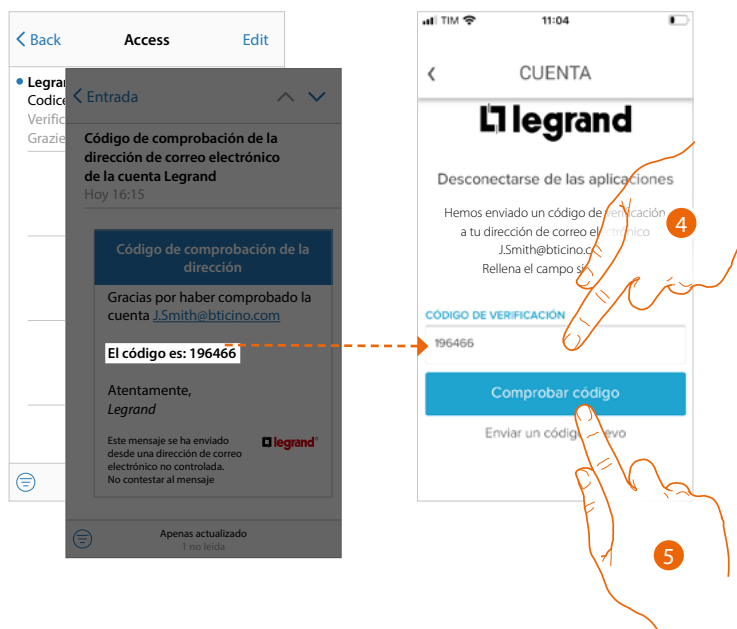 Back
Access
Edit
Legra
Codice
Verific
Grazie
Entrada
Código de comprobación de la
dirección de correo electrónico
de la cuenta Legrand
Hoy 16:15
Código de comprobación de la
dirección
Gracias por haber comprobado la
cuenta J.Smith@bticino.com
El código es: 196466
Atentamente,
Legrand
Este mensaje se ha enviado
desde una dirección de correo
electrónico no controlada.
No contestar al mensaje
legrand®
Apenas actualizado
1 no leída
TIM
11:04
CUENTA
legrand
Desconectarse de las aplicaciones
Hemos enviado un código de verificación
a tu dirección de correo electrónico
J.Smith@bticino.c
Rellena el campo si
CÓDIGO DE VERIFICACIÓN
196466
Comprobar código
Enviar un código evo
4
5